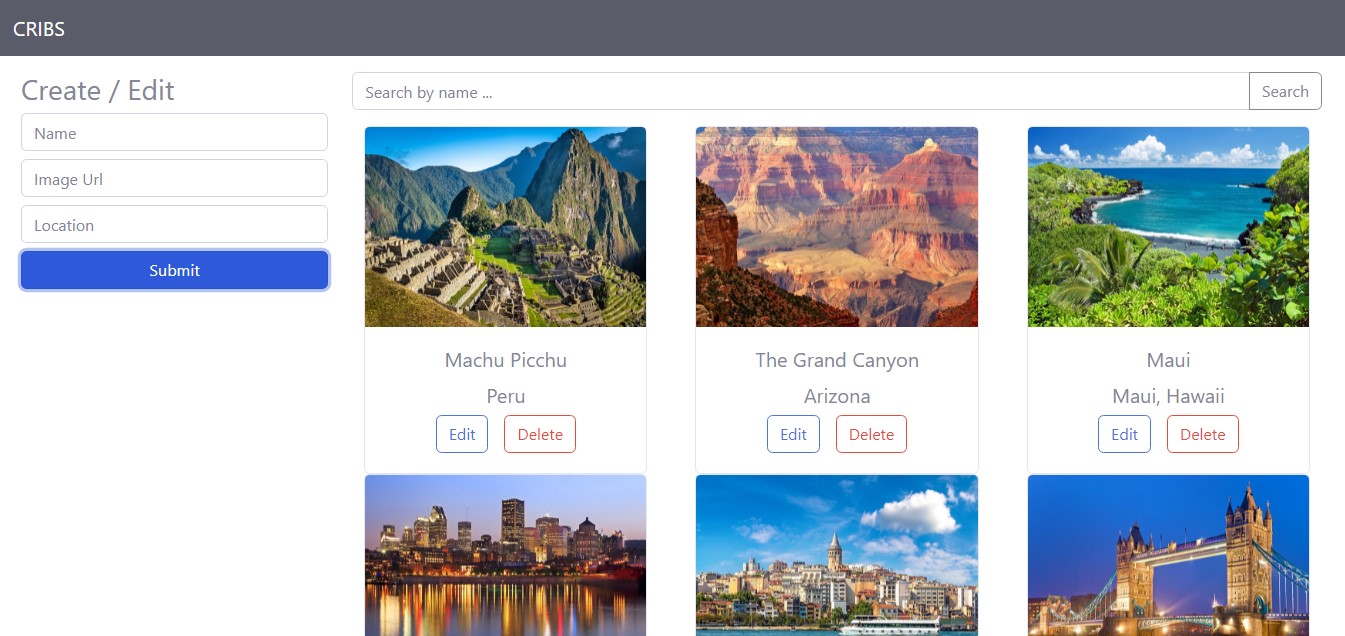 CRIBS
Create / Edit
Name
Image Url
Location
Submit
Search by name ...
Search
Machu Picchu
Peru
Edit
Delete
The Grand Canyon
Arizona
Edit
Delete
Maui
Maui, Hawaii
Edit
Delete